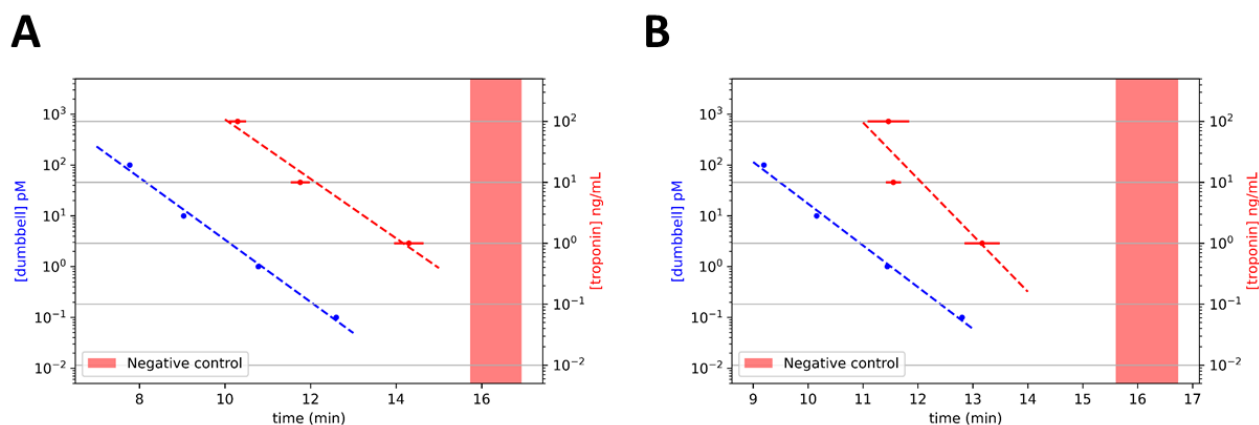 A
B
10³
10²
10¹
10⁰
10⁻¹
10⁻²
[dumbbell] pM
10²
10¹
10⁰
10⁻¹
10⁻²
[troponin] ng/mL
Negative control
8 10 12 14 16
time (min)
10³
10²
10¹
10⁰
10⁻¹
10⁻²
[dumbbell] pM
10²
10¹
10⁰
10⁻¹
10⁻²
[troponin] ng/mL
Negative control
9 10 11 12 13 14 15 16 17
time (min)